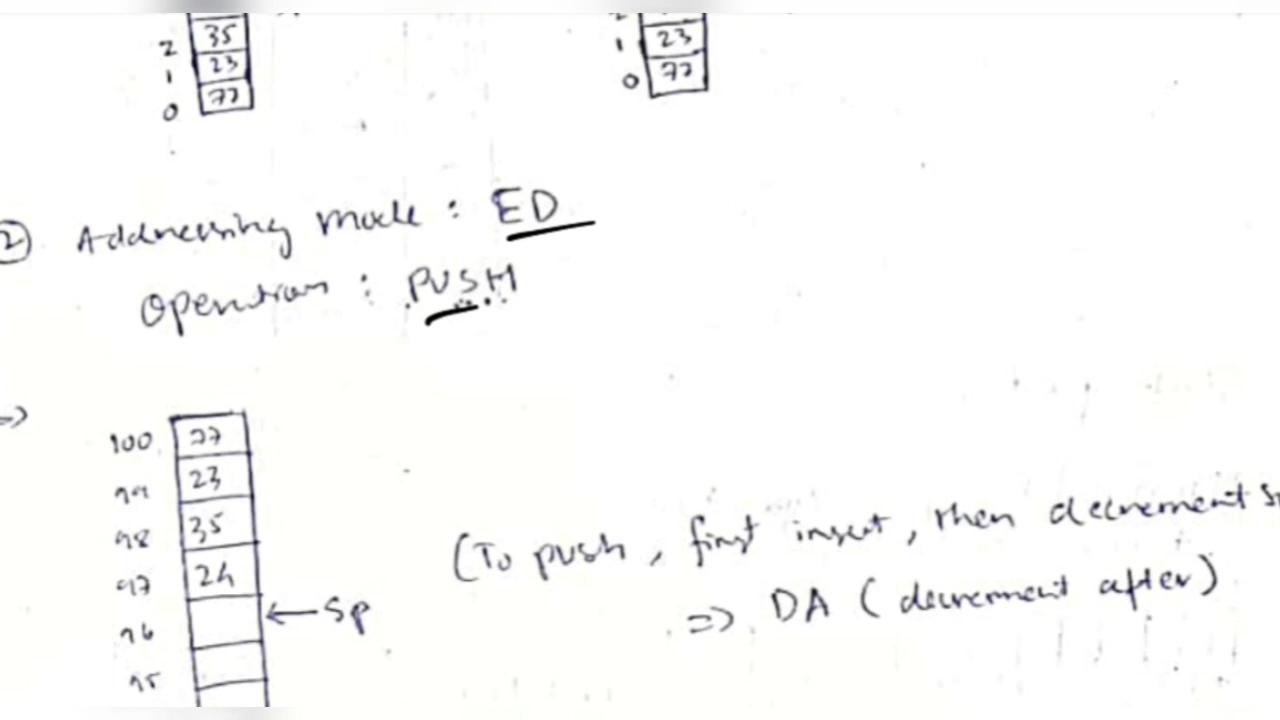 2 35
1 23
0 77
1 23
0 77
② Addressing mode : ED
Operation : PUSH
=>
100 77
99 23
98 35
97 24
96 ← SP
95
(To push, first insert, then decrement
=> DA (decrement after)